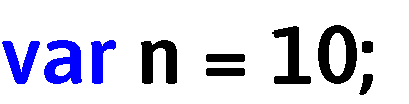 var n = 10;